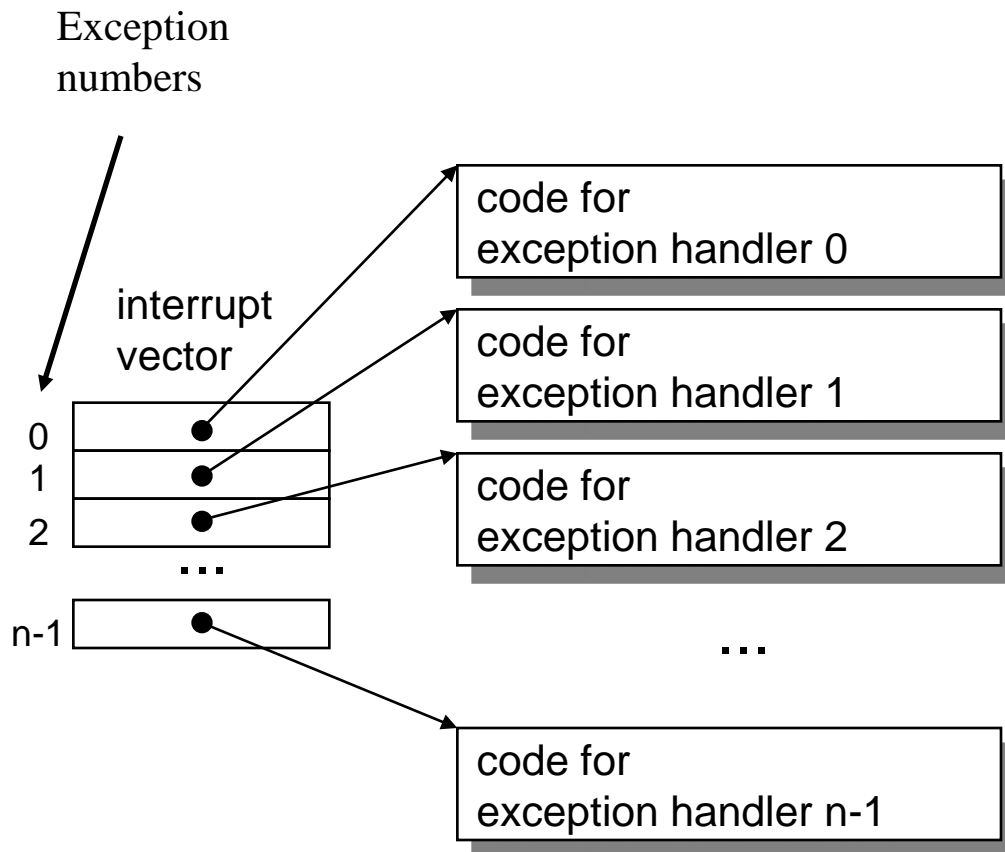 Exception
numbers
code for
exception handler 0
interrupt
vector
code for
exception handler 1
0
1
2
...
n-1
code for
exception handler 2
...
code for
exception handler n-1